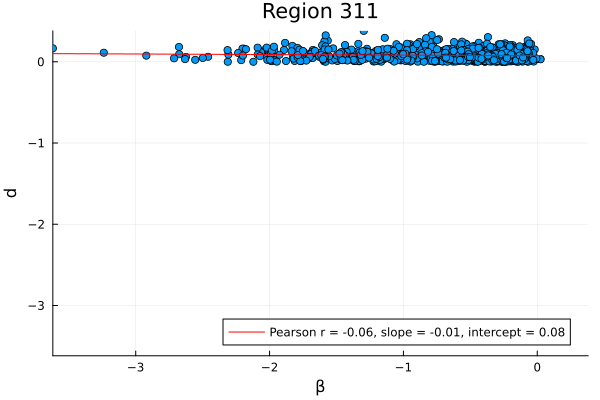 Region 311
0
−1
−2
−3
d
Pearson r = -0.06, slope = -0.01, intercept = 0.08
−3
−2
−1
0
β